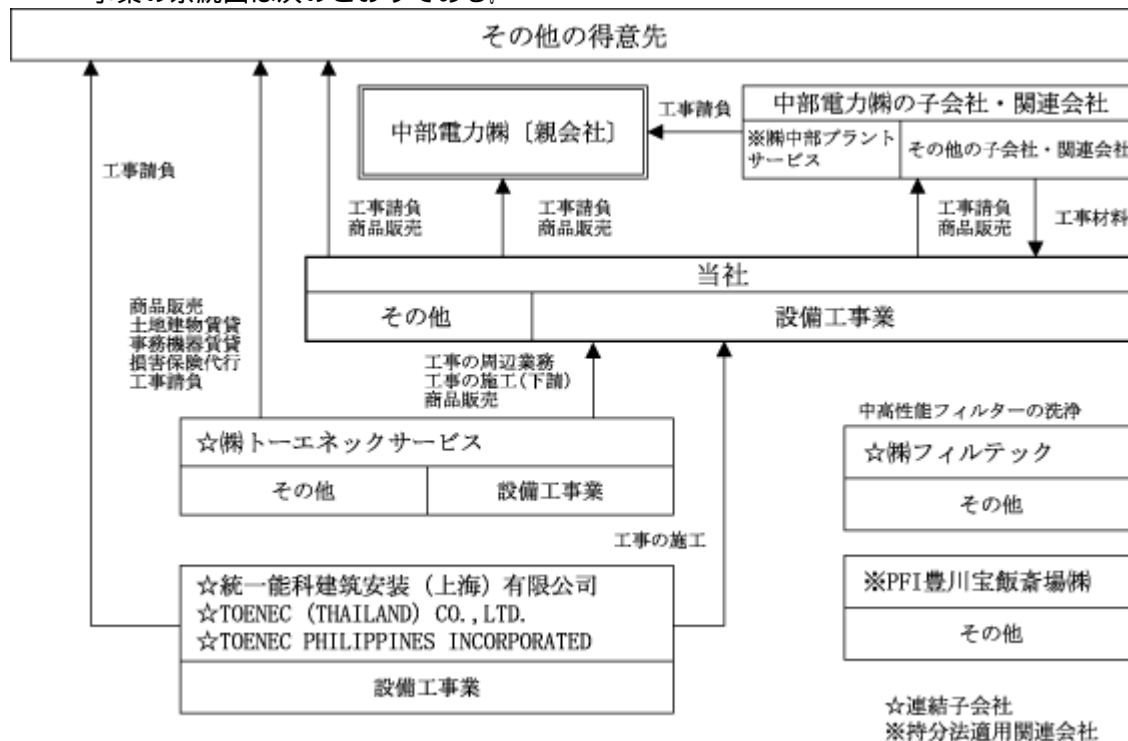 事業の系統図は次のとおりである。
その他の得意先
中部電力㈱〔親会社〕
工事請負
中部電力㈱の子会社・関連会社
※㈱中部プラント
サービス
その他の子会社・関連会社
工事請負
工事請負
商品販売
工事請負
商品販売
工事請負
商品販売
工事材料
当社
その他
設備工事業
商品販売
土地建物賃貸
事務機器賃貸
損害保険代行
工事請負
工事の周辺業務
工事の施工(下請)
商品販売
☆㈱トーエネックサービス
その他
設備工事業
中高性能フィルターの洗浄
☆㈱フィルテック
その他
工事の施工
☆統一能科建筑安装（上海）有限公司
☆TOENEC (THAILAND) CO.,LTD.
☆TOENEC PHILIPPINES INCORPORATED
設備工事業
※PFI豊川宝飯斎場㈱
その他
☆連結子会社
※持分法適用関連会社